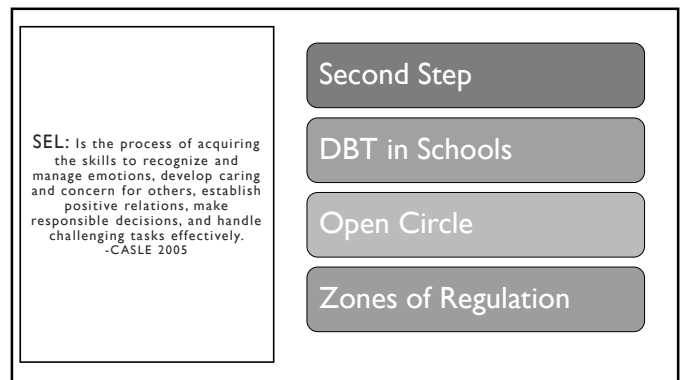 SEL: Is the process of acquiring
the skills to recognize and
manage emotions, develop caring
and concern for others, establish
positive relations, make
responsible decisions, and handle
challenging tasks effectively.
-CASLE 2005
Second Step
DBT in Schools
Open Circle
Zones of Regulation